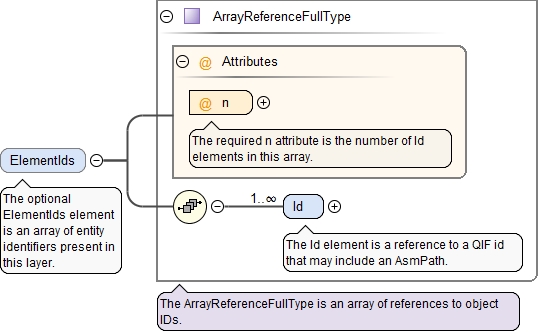 ArrayReferenceFullType
@ Attributes
@ n
The required n attribute is the number of Id
elements in this array.
ElementIds
The optional
ElementIds element
is an array of entity
identifiers present in
this layer.
1..∞
Id
The Id element is a reference to a QIF id
that may include an AsmPath.
The ArrayReferenceFullType is an array of references to object
IDs.